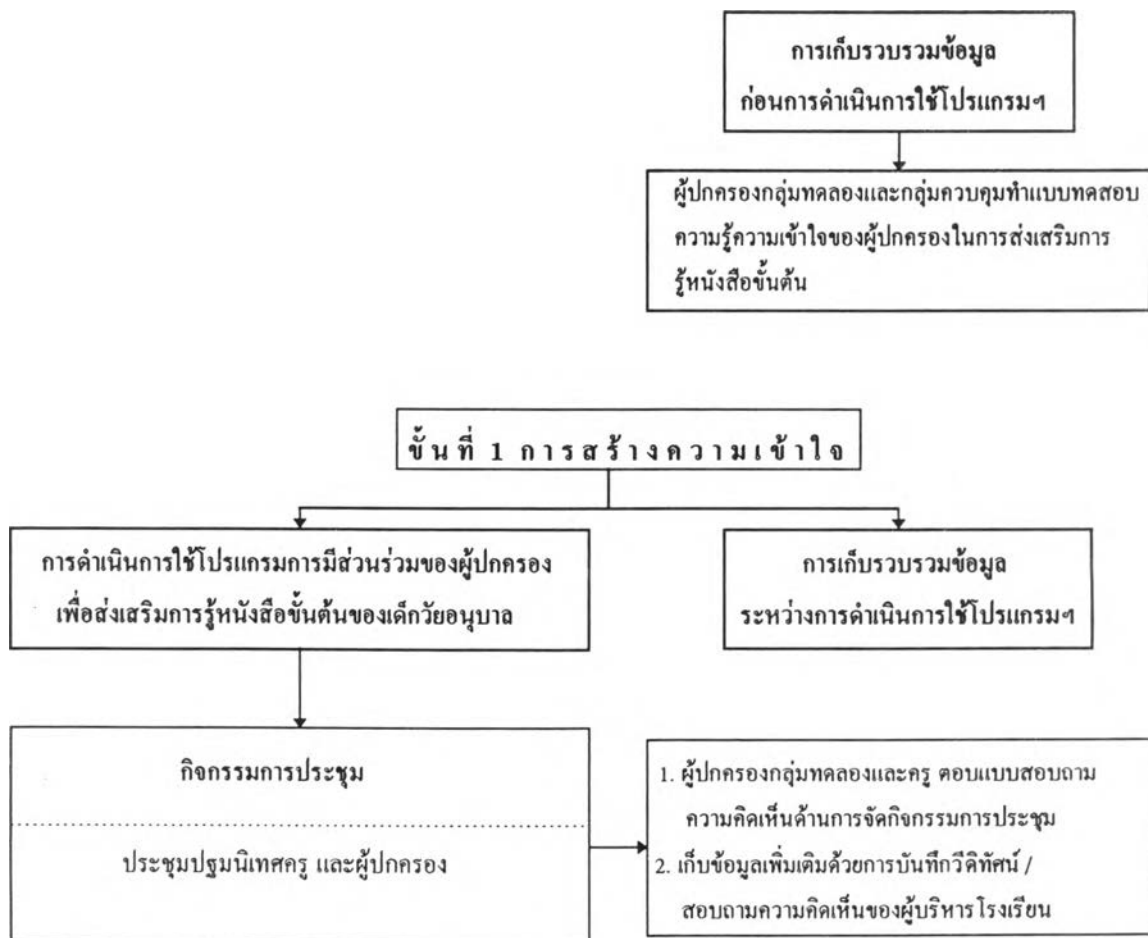 การเก็บรวบรวมข้อมูล
ก่อนการดำเนินการใช้โปรแกรมฯ
ผู้ปกครองกลุ่มทดลองและกลุ่มควบคุมทำแบบทดสอบ
ความรู้ความเข้าใจของผู้ปกครองในการส่งเสริมการ
รู้หนังสือขั้นต้น
ขั้นที่ 1 การสร้างความเข้าใจ
การดำเนินการใช้โปรแกรมการมีส่วนร่วมของผู้ปกครอง
เพื่อส่งเสริมการรู้หนังสือขั้นต้นของเด็กวัยอนุบาล
การเก็บรวบรวมข้อมูล
ระหว่างการดำเนินการใช้โปรแกรมฯ
กิจกรรมการประชุม
ประชุมปฐมนิเทศครู และผู้ปกครอง
1. ผู้ปกครองกลุ่มทดลองและครู ตอบแบบสอบถาม
ความคิดเห็นด้านการจัดกิจกรรมการประชุม
2. เก็บข้อมูลเพิ่มเติมด้วยการบันทึกวีดิทัศน์ /
สอบถามความคิดเห็นของผู้บริหารโรงเรียน